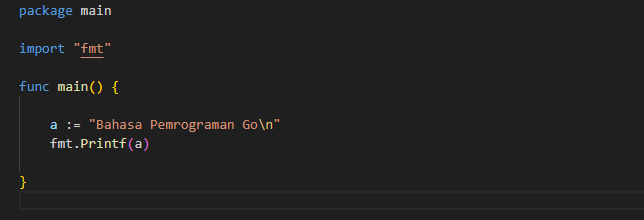 package main
import "fmt"
func main() {
a := "Bahasa Pemrograman Go\n"
fmt.Printf(a)
}